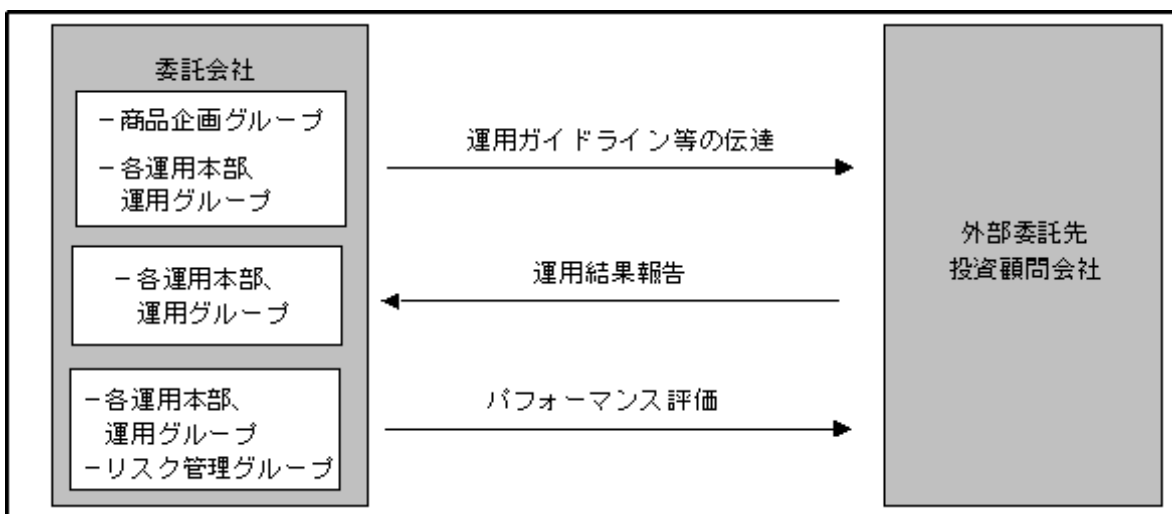 委託会社
－商品企画グループ
－各運用本部、
運用グループ
運用ガイドライン等の伝達
－各運用本部、
運用グループ
運用結果報告
－各運用本部、
運用グループ
－リスク管理グループ
パフォーマンス評価
外部委託先
投資顧問会社